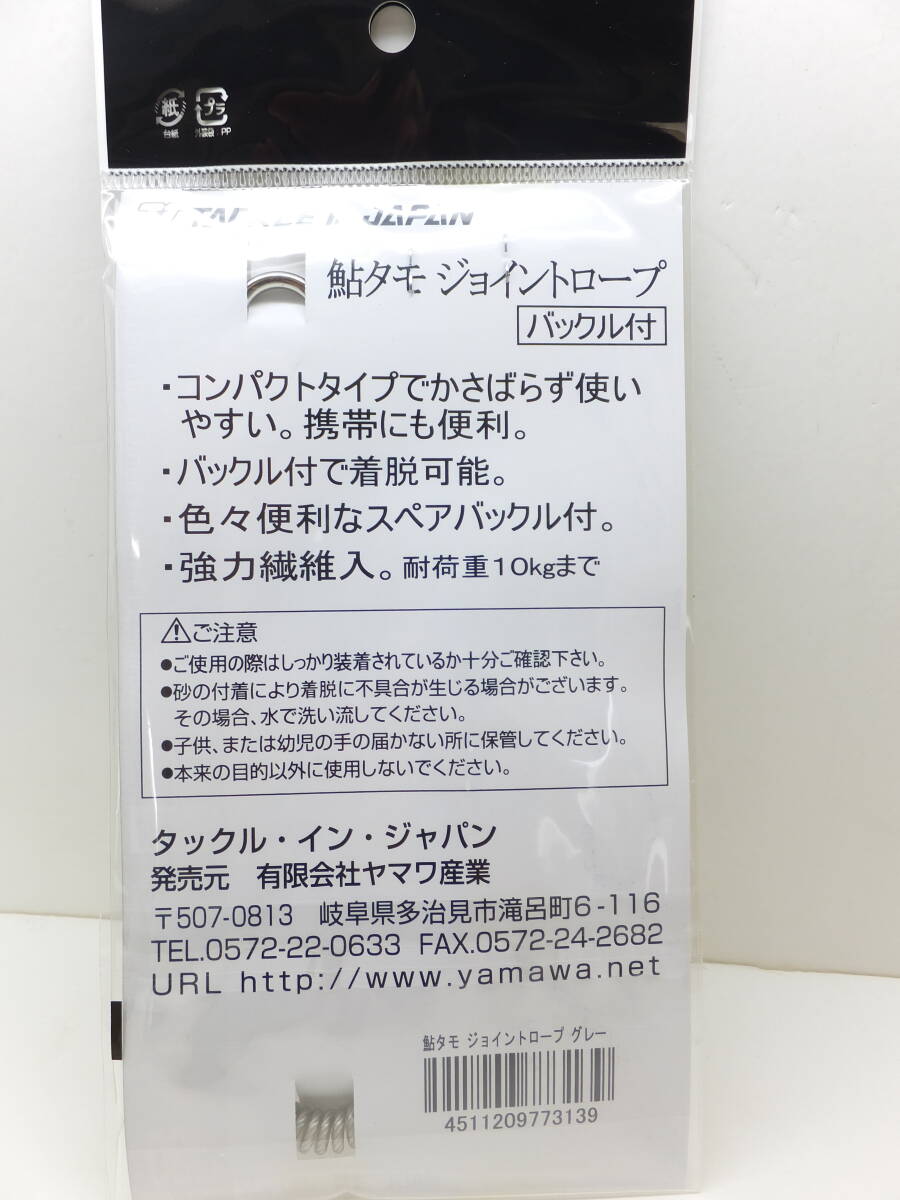 紙
プラ
台紙
外装袋:PP
TACKLE in JAPAN
鮎タモ ジョイントロープ
バックル付
・コンパクトタイプでかさばらず使い
やすい。携帯にも便利。
・バックル付で着脱可能。
・色々便利なスペアバックル付。
・強力繊維入。耐荷重10kgまで
⚠ご注意
●ご使用の際はしっかり装着されているか十分ご確認下さい。
●砂の付着により着脱に不具合が生じる場合がございます。
その場合、水で洗い流してください。
●子供、または幼児の手の届かない所に保管してください。
●本来の目的以外に使用しないでください。
タックル・イン・ジャパン
発売元 有限会社ヤマワ産業
〒507-0813 岐阜県多治見市滝呂町6-116
TEL.0572-22-0633 FAX.0572-24-2682
URL http://www.yamawa.net
鮎タモ ジョイントロープ グレー
4511209773139